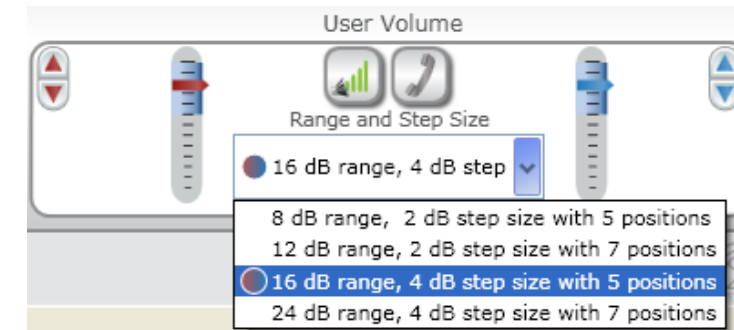 User Volume
Range and Step Size
16 dB range, 4 dB step
8 dB range, 2 dB step size with 5 positions
12 dB range, 2 dB step size with 7 positions
16 dB range, 4 dB step size with 5 positions
24 dB range, 4 dB step size with 7 positions